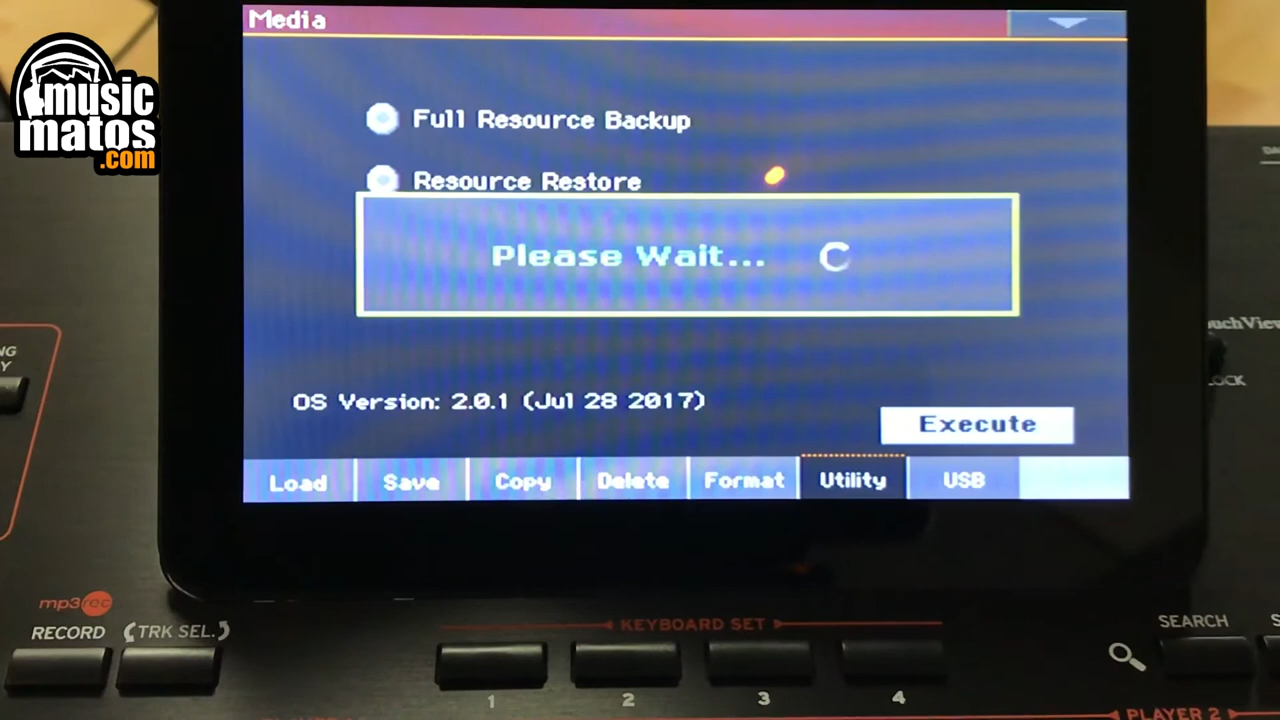 Media
music
matos
.com
Full Resource Backup
Resource Restore
Please Wait...
OS Version: 2.0.1 (Jul 28 2017)
Execute
Load Save Copy Delete Format Utility USB
mp3rec
RECORD
TRK SEL.
KEYBOARD SET
SEARCH
1 2 3 4
PLAYER 2